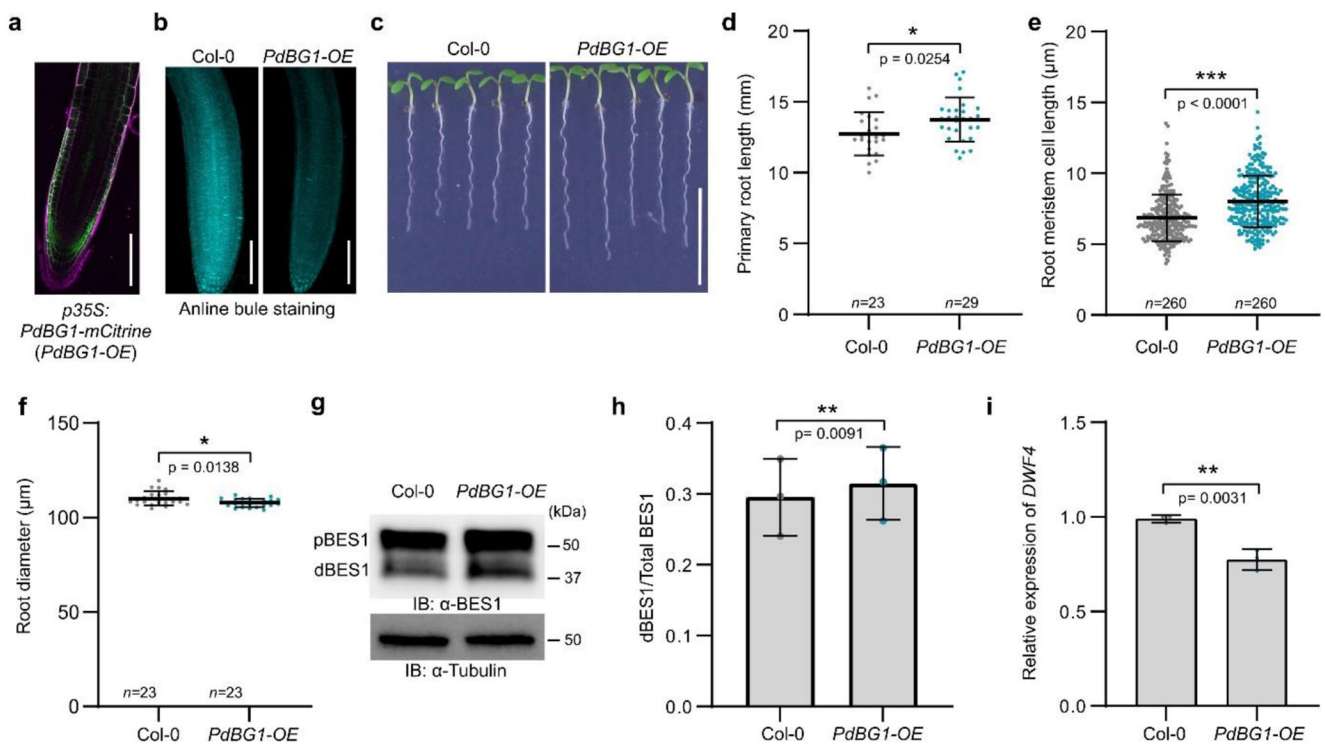 a
p35S:
PdBG1-mCitrine
(PdBG1-OE)
b
Col-0 PdBG1-OE
Anline bule staining
c
Col-0 PdBG1-OE
d
Primary root length (mm)
20
15
10
5
0
*
p = 0.0254
n=23 n=29
Col-0 PdBG1-OE
e
Root meristem cell length (µm)
20
15
10
5
0
***
p < 0.0001
n=260 n=260
Col-0 PdBG1-OE
f
Root diameter (µm)
150
100
50
0
*
p = 0.0138
n=23 n=23
Col-0 PdBG1-OE
g
Col-0 PdBG1-OE
(kDa)
pBES1 50
dBES1 37
IB: α-BES1
50
IB: α-Tubulin
h
dBES1/Total BES1
0.4
0.3
0.2
0.1
0.0
**
p= 0.0091
Col-0 PdBG1-OE
i
Relative expression of DWF4
1.5
1.0
0.5
0.0
**
p= 0.0031
Col-0 PdBG1-OE